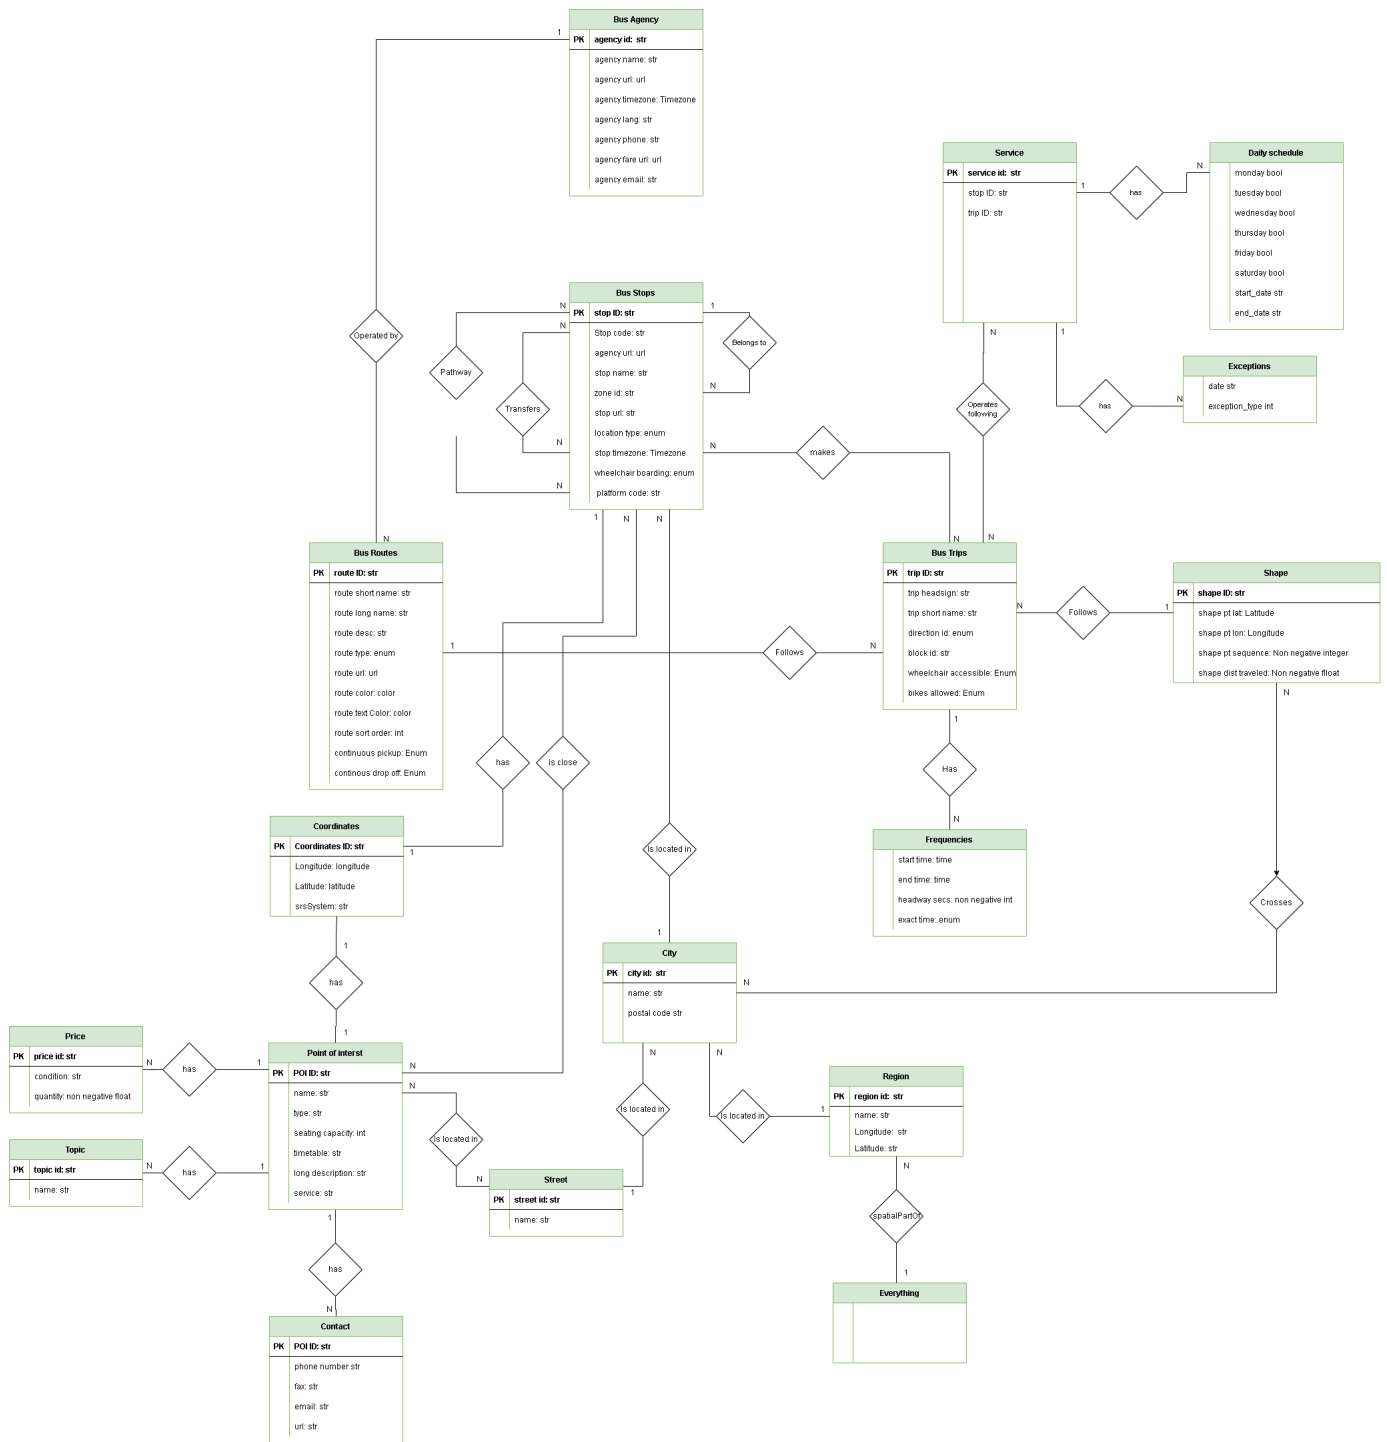 Bus Agency
1
PK agency id: str
agency name: str
agency url: url
agency timezone: Timezone
agency lang: str
agency phone: str
agency fare url: url
agency email: str
Service
PK service id: str
stop ID: str
trip ID: str
1
has
N
Daily schedule
monday bool
tuesday bool
wednesday bool
thursday bool
friday bool
saturday bool
start_date str
end_date str
N
1
Operates
following
N
has
N
Exceptions
date str
exception_type int
Operated by
N
Bus Stops
PK stop ID: str
Stop code: str
agency url: url
stop name: str
zone id: str
stop url: str
location type: enum
stop timezone: Timezone
wheelchair boarding: enum
platform code: str
N
N
Pathway
Transfers
N
N
1
Belongs to
N
N
makes
N
1
N
N
Bus Routes
PK route ID: str
route short name: str
route long name: str
route desc: str
route type: enum
route url: url
route color: color
route text Color: color
route sort order: int
continuous pickup: Enum
continous drop off: Enum
1
Follows
N
Bus Trips
PK trip ID: str
trip headsign: str
trip short name: str
direction id: enum
block id: str
wheelchair accessible: Enum
bikes allowed: Enum
N
Follows
1
Shape
PK shape ID: str
shape pt lat: Latitude
shape pt lon: Longitude
shape pt sequence: Non negative integer
shape dist traveled: Non negative flioat
N
1
Has
N
has
is close
Frequencies
start time: time
end time: time
headway secs: non negative int
exact time: enum
Coordinates
PK Coordinates ID: str
Longitude: longitude
Latitude: latitude
srsSystem: str
1
Is located in
1
Crosses
1
has
1
City
PK city id: str
name: str
postal code str
N
N
N
Price
PK price id: str
condition: str
quantity: non negative float
N
has
1
Point of interst
PK POI ID: str
name: str
type: str
seating capacity: int
timetable: str
long description: str
service: str
N
N
Is located in
N
Is located in
1
Is located in
1
Region
PK region id: str
name: str
Longitude: str
Latitude: str
Topic
PK topic id: str
name: str
N
has
1
Street
PK street id: str
name: str
N
spatialPartOf
1
Everything
1
has
N
Contact
PK POI ID: str
phone number str
fax: str
email: str
url: str